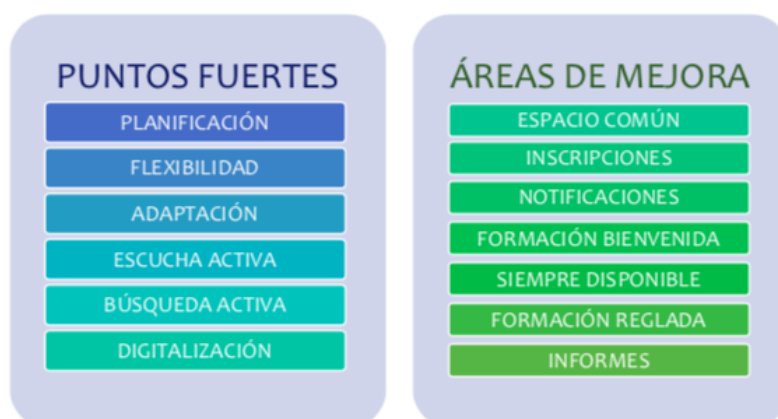 PUNTOS FUERTES
PLANIFICACIÓN
FLEXIBILIDAD
ADAPTACIÓN
ESCUCHA ACTIVA
BÚSQUEDA ACTIVA
DIGITALIZACIÓN
ÁREAS DE MEJORA
ESPACIO COMÚN
INSCRIPCIONES
NOTIFICACIONES
FORMACIÓN BIENVENIDA
SIEMPRE DISPONIBLE
FORMACIÓN REGLADA
INFORMES